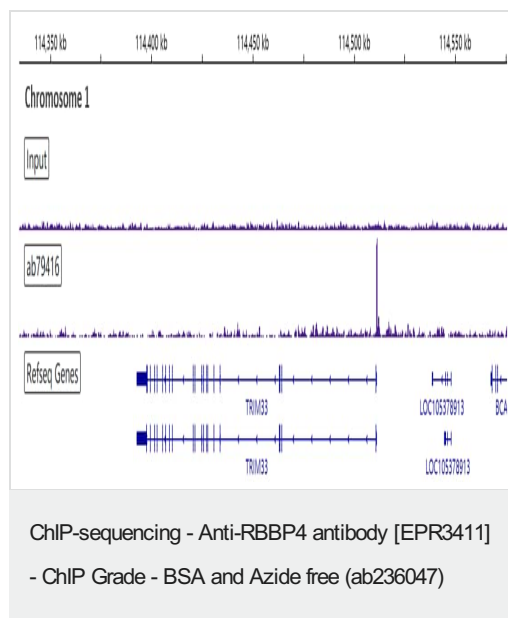 114,350 kb 114,400 kb 114,450 kb 114,500 kb 114,550 kb
Chromosome 1
Input
ab79416
Refseq Genes
TRIM33 LOC105378913 BCA
TRIM33 LOC105378913
ChIP-sequencing - Anti-RBBP4 antibody [EPR3411]
- ChIP Grade - BSA and Azide free (ab236047)